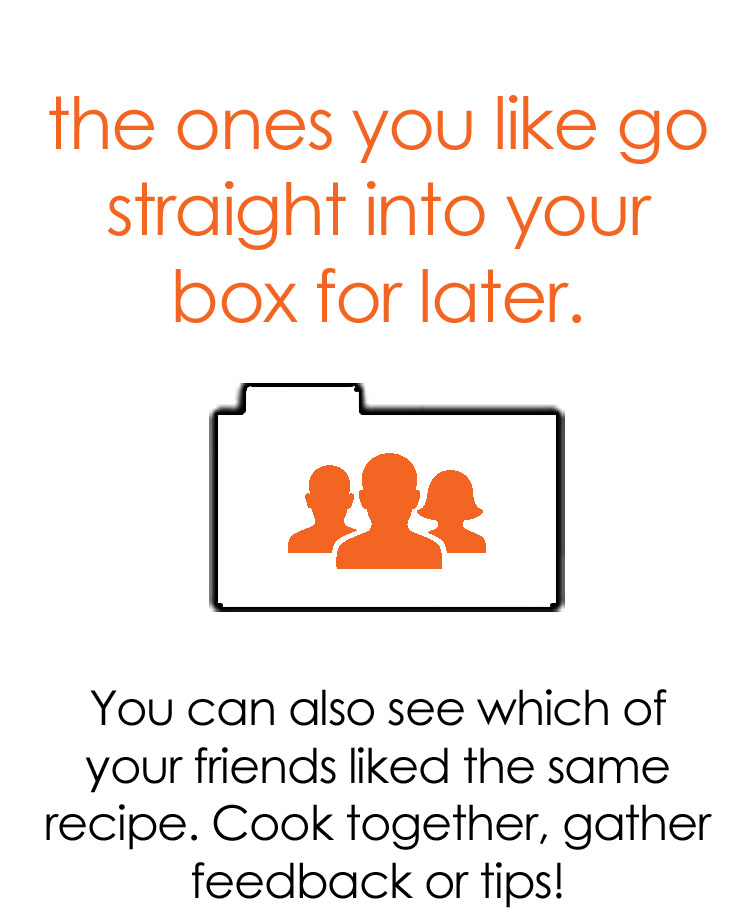 the ones you like go
straight into your
box for later.
You can also see which of
your friends liked the same
recipe. Cook together, gather
feedback or tips!